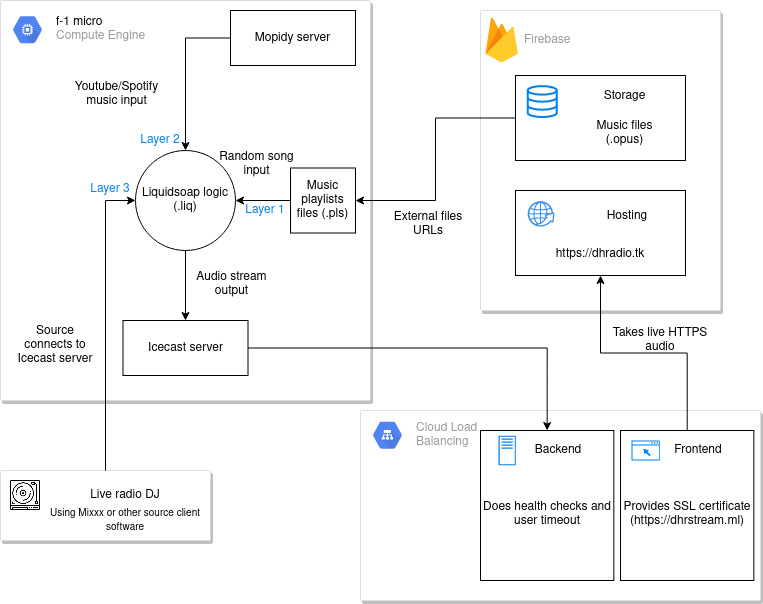 f-1 micro
Compute Engine
Mopidy server
Youtube/Spotify
music input
Layer 2
Random song
input
Layer 3
Liquidsoap logic
(.liq)
Music
playlists
files (.pls)
Layer 1
External files
URLs
Audio stream
output
Source
connects to
Icecast server
Icecast server
Live radio DJ
Using Mixxx or other source client
software
Firebase
Storage
Music files
(.opus)
Hosting
https://dhradio.tk
Takes live HTTPS
audio
Cloud Load
Balancing
Backend
Does health checks and
user timeout
Frontend
Provides SSL certificate
(https://dhrstream.ml)